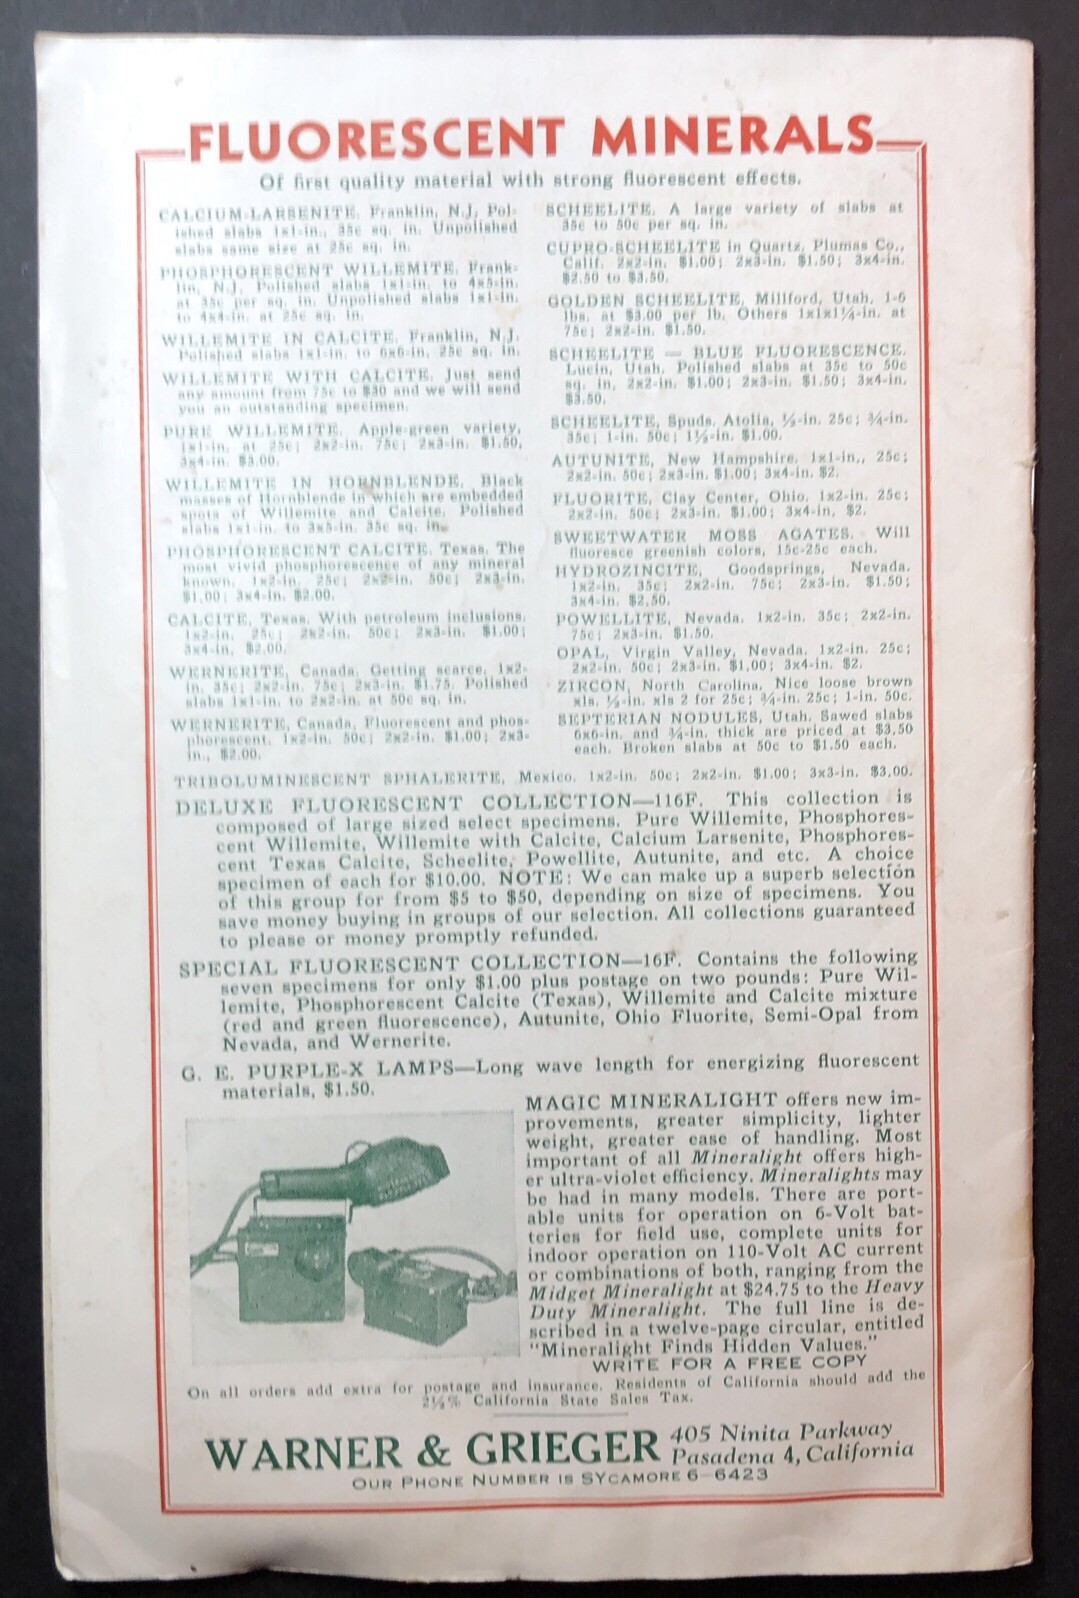 FLUORESCENT MINERALS
Of first quality material with strong fluorescent effects.
CALCIUM-LARSENITE. Franklin, N.J. Pol-
ished slabs 1x1-in., 35c sq. in. Unpolished
slabs same size at 25c sq. in.
PHOSPHORESCENT WILLEMITE. Frank-
lin, N.J. Polished slabs 1x1-in. to 4x5-in.
at 35c per sq. in. Unpolished slabs 1x1-in.
to 4x4-in. at 25c sq. in.
WILLEMITE IN CALCITE. Franklin, N.J.
Polished slabs 1x1-in. to 6x6-in. 25c sq. in.
WILLEMITE WITH CALCITE. Just send
any amount from 75c to $30 and we will send
you an outstanding specimen.
PURE WILLEMITE. Apple-green variety,
1x1-in. at 25c; 2x2-in. 75c; 2x3-in. $1.50,
3x4-in. $3.00.
WILLEMITE IN HORNBLENDE. Black
masses of Hornblende in which are embedded
spots of Willemite and Calcite. Polished
slabs 1x1-in. to 3x5-in. 35c sq. in.
PHOSPHORESCENT CALCITE. Texas. The
most vivid phosphorescence of any mineral
known. 1x2-in. 25c; 2x2-in. 50c; 2x3-in.
$1.00; 3x4-in. $2.00.
CALCITE, Texas. With petroleum inclusions.
1x2-in. 25c; 2x2-in. 50c; 2x3-in. $1.00;
3x4-in. $2.00.
WERNERITE, Canada. Getting scarce. 1x2-
in. 35c; 2x2-in. 75c; 2x3-in. $1.75. Polished
slabs 1x1-in. to 2x2-in. at 50c sq. in.
WERNERITE, Canada, Fluorescent and phos-
phorescent. 1x2-in. 50c; 2x2-in. $1.00; 2x3-
in., $2.00.
SCHEELITE. A large variety of slabs at
35c to 50c per sq. in.
CUPRO-SCHEELITE in Quartz, Plumas Co.,
Calif. 2x2-in. $1.00; 2x3-in. $1.50; 3x4-in.
$2.50 to $3.50.
GOLDEN SCHEELITE, Millford, Utah. 1-6
lbs. at $3.00 per lb. Others 1x1x1¼-in. at
75c; 2x2-in. $1.50.
SCHEELITE — BLUE FLUORESCENCE.
Lucin, Utah. Polished slabs at 35c to 50c
sq. in. 2x2-in. $1.00; 2x3-in. $1.50; 3x4-in.
$3.50.
SCHEELITE, Spuds, Atolia, ½-in. 25c; ¾-in.
35c; 1-in. 50c; 1½-in. $1.00.
AUTUNITE, New Hampshire. 1x1-in., 25c;
2x2-in. 50c; 2x3-in. $1.00; 3x4-in. $2.
FLUORITE, Clay Center, Ohio. 1x2-in. 25c;
2x2-in. 50c; 2x3-in. $1.00; 3x4-in. $2.
SWEETWATER MOSS AGATES. Will
fluoresce greenish colors, 15c-25c each.
HYDROZINCITE, Goodsprings, Nevada.
1x2-in. 35c; 2x2-in. 75c; 2x3-in. $1.50;
3x4-in. $2.50.
POWELLITE, Nevada. 1x2-in. 35c; 2x2-in.
75c; 2x3-in. $1.50.
OPAL, Virgin Valley, Nevada. 1x2-in. 25c;
2x2-in. 50c; 2x3-in. $1.00; 3x4-in. $2.
ZIRCON, North Carolina. Nice loose brown
xls. ½-in. xls 2 for 25c; ¾-in. 25c; 1-in. 50c.
SEPTERIAN NODULES, Utah. Sawed slabs
6x6-in. and ¾-in. thick are priced at $3.50
each. Broken slabs at 50c to $1.50 each.
TRIBOLUMINESCENT SPHALERITE, Mexico. 1x2-in. 50c; 2x2-in. $1.00; 3x3-in. $3.00.
DELUXE FLUORESCENT COLLECTION—116F. This collection is
composed of large sized select specimens. Pure Willemite, Phosphores-
cent Willemite, Willemite with Calcite, Calcium Larsenite, Phosphores-
cent Texas Calcite, Scheelite, Powellite, Autunite, and etc. A choice
specimen of each for $10.00. NOTE: We can make up a superb selection
of this group for from $5 to $50, depending on size of specimens. You
save money buying in groups of our selection. All collections guaranteed
to please or money promptly refunded.
SPECIAL FLUORESCENT COLLECTION—16F. Contains the following
seven specimens for only $1.00 plus postage on two pounds: Pure Wil-
lemite, Phosphorescent Calcite (Texas), Willemite and Calcite mixture
(red and green fluorescence), Autunite, Ohio Fluorite, Semi-Opal from
Nevada, and Wernerite.
G. E. PURPLE-X LAMPS—Long wave length for energizing fluorescent
materials, $1.50.
MAGIC MINERALIGHT offers new im-
provements, greater simplicity, lighter
weight, greater ease of handling. Most
important of all Mineralight offers high-
er ultra-violet efficiency. Mineralights may
be had in many models. There are port-
able units for operation on 6-Volt bat-
teries for field use, complete units for
indoor operation on 110-Volt AC current
or combinations of both, ranging from the
Midget Mineralight at $24.75 to the Heavy
Duty Mineralight. The full line is de-
scribed in a twelve-page circular, entitled
"Mineralight Finds Hidden Values."
WRITE FOR A FREE COPY
On all orders add extra for postage and insurance. Residents of California should add the
2½% California State Sales Tax.
WARNER & GRIEGER
405 Ninita Parkway
Pasadena 4, California
OUR PHONE NUMBER IS SYCAMORE 6-6423